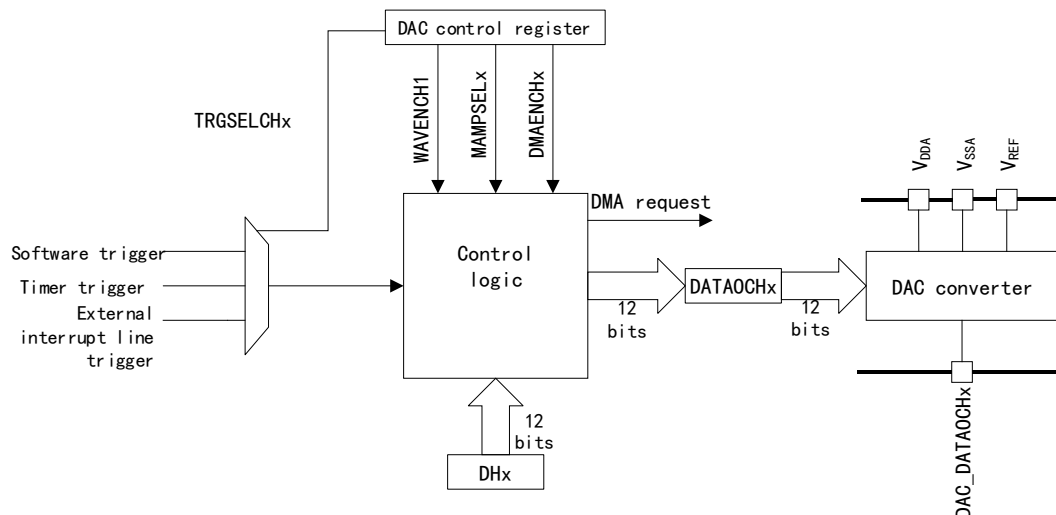 DAC control register
TRGSELCHx
WAVENCH1
MAMPSELx
DMAENCHx
VDDA
VSSA
VREF
DMA request
Software trigger
Timer trigger
External
interrupt line
trigger
Control
logic
DATAOCHx
DAC converter
12
bits
12
bits
12
bits
DHx
DAC_DATAOCHx